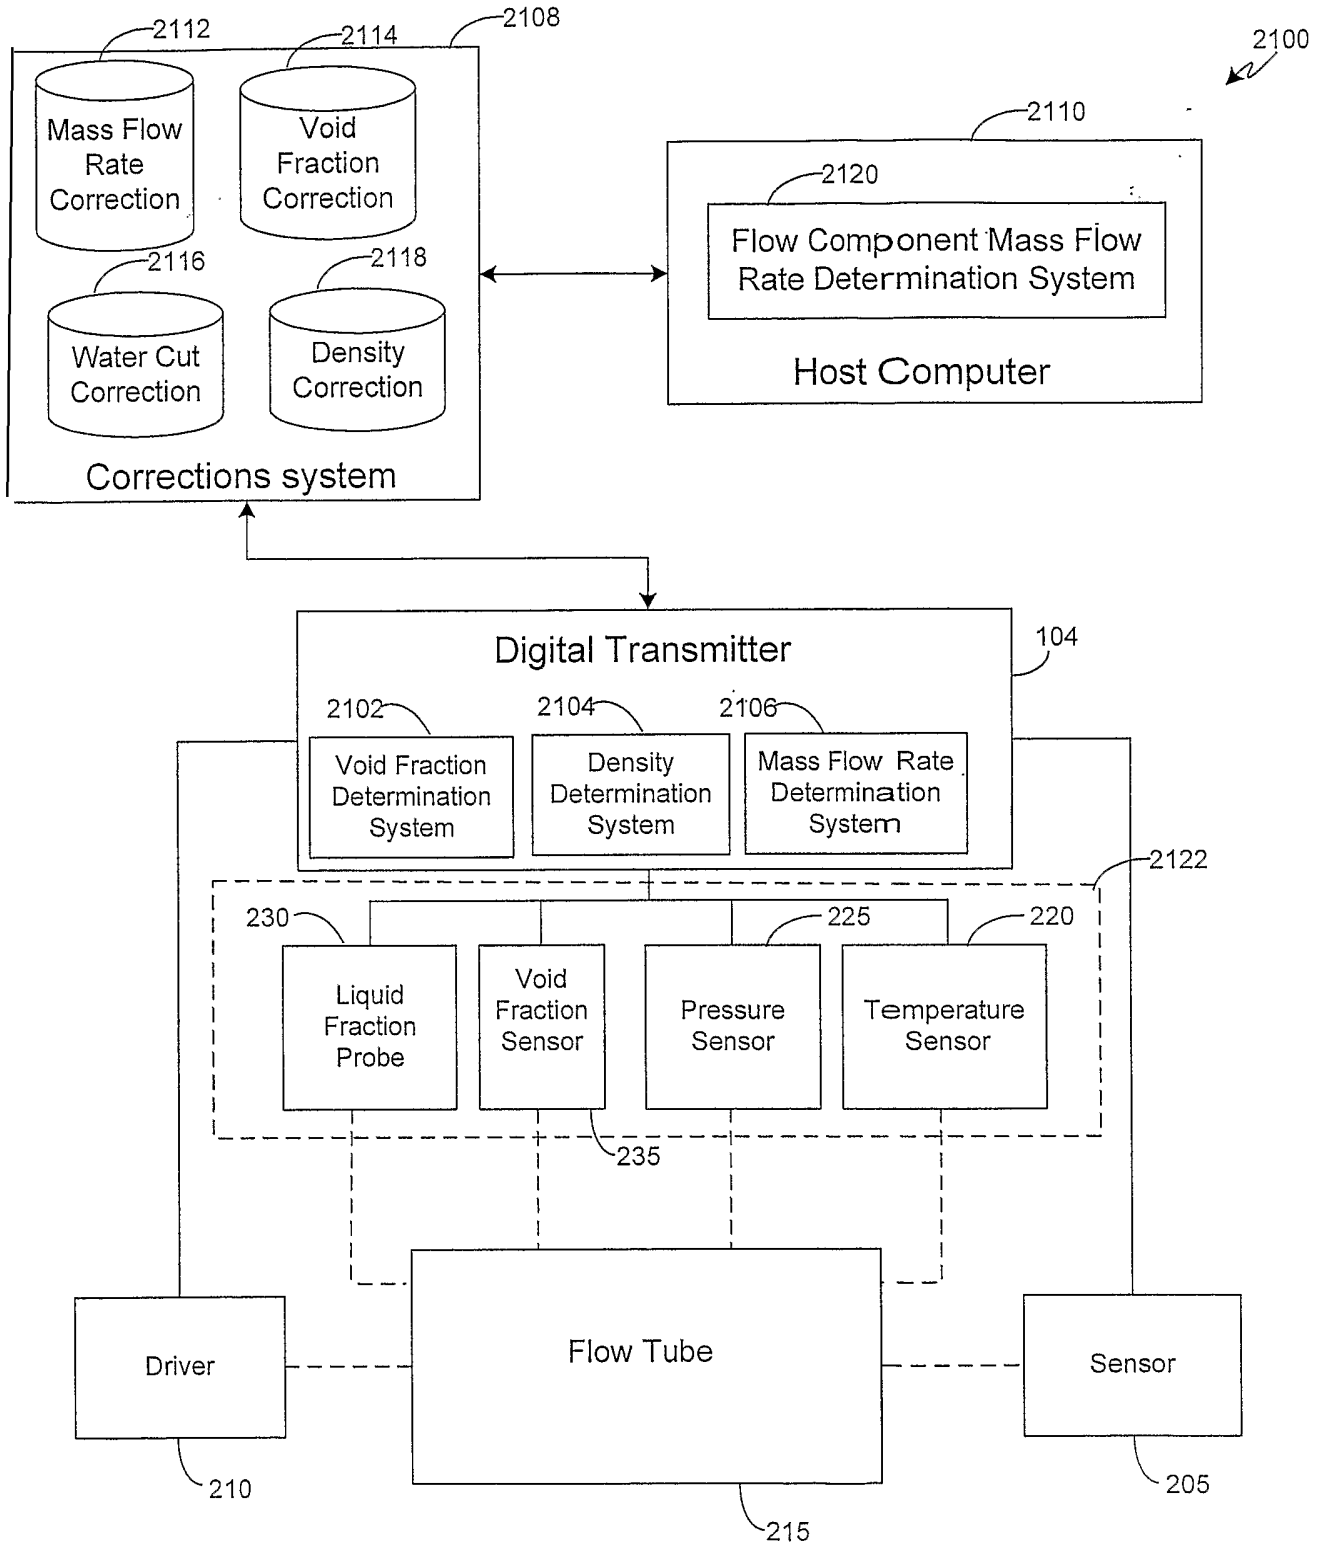 2112
2114
2108
2100
Mass Flow
Rate
Correction
Void
Fraction
Correction
2110
2120
Flow Component Mass Flow
Rate Determination System
Host Computer
2116
2118
Water Cut
Correction
Density
Correction
Corrections system
Digital Transmitter
104
2102
2104
2106
Void Fraction
Determination
System
Density
Determination
System
Mass Flow Rate
Determination
System
2122
230
225
220
Liquid
Fraction
Probe
Void
Fraction
Sensor
Pressure
Sensor
Temperature
Sensor
235
Driver
Flow Tube
Sensor
210
205
215